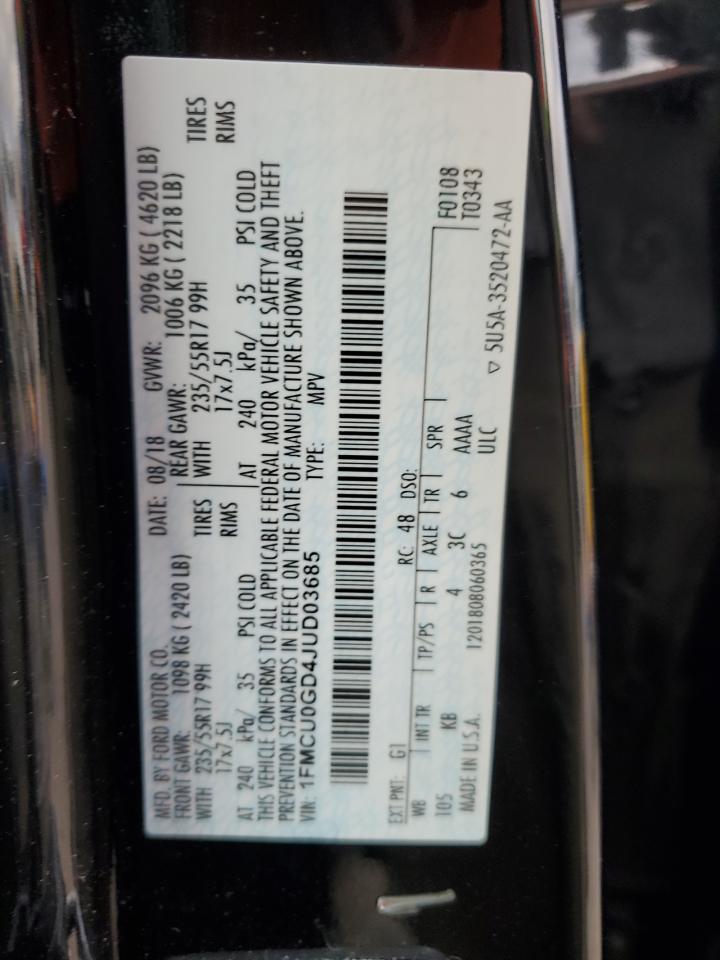 MFD. BY FORD MOTOR CO. DATE: 08/18 GVWR: 2096 KG ( 4620 LB)
FRONT GAWR: 1098 KG ( 2420 LB) REAR GAWR: 1006 KG ( 2218 LB)
WITH 235/55R17 99H TIRES WITH 235/55R17 99H TIRES
17x7.5J RIMS 17x7.5J RIMS
AT 240 kPa/ 35 PSI COLD AT 240 kPa/ 35 PSI COLD
THIS VEHICLE CONFORMS TO ALL APPLICABLE FEDERAL MOTOR VEHICLE SAFETY AND THEFT
PREVENTION STANDARDS IN EFFECT ON THE DATE OF MANUFACTURE SHOWN ABOVE.
VIN: 1FMCU0GD4JUD03685 TYPE: MPV
EXT PNT: G1 RC: 48 DSO: F0108
WB INT TR TP/PS R AXLE TR SPR T0343
105 KB 4 3C 6 AAAA
MADE IN U.S.A. 1201808060365 ULC ▽ 5U5A-3520472-AA